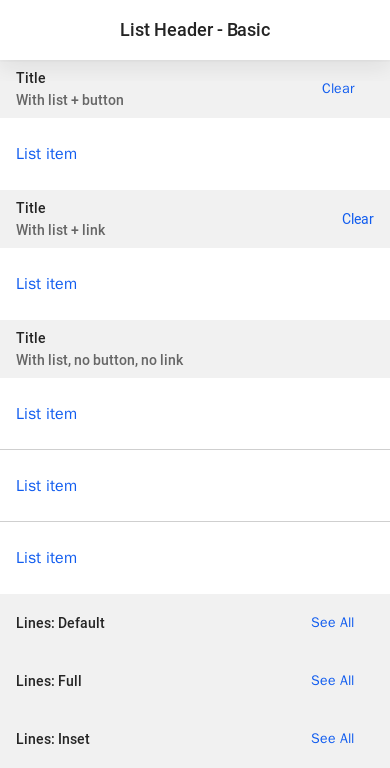 List Header - Basic
Title
With list + button
Clear
List item
Title
With list + link
Clear
List item
Title
With list, no button, no link
List item
List item
List item
Lines: Default
See All
Lines: Full
See All
Lines: Inset
See All